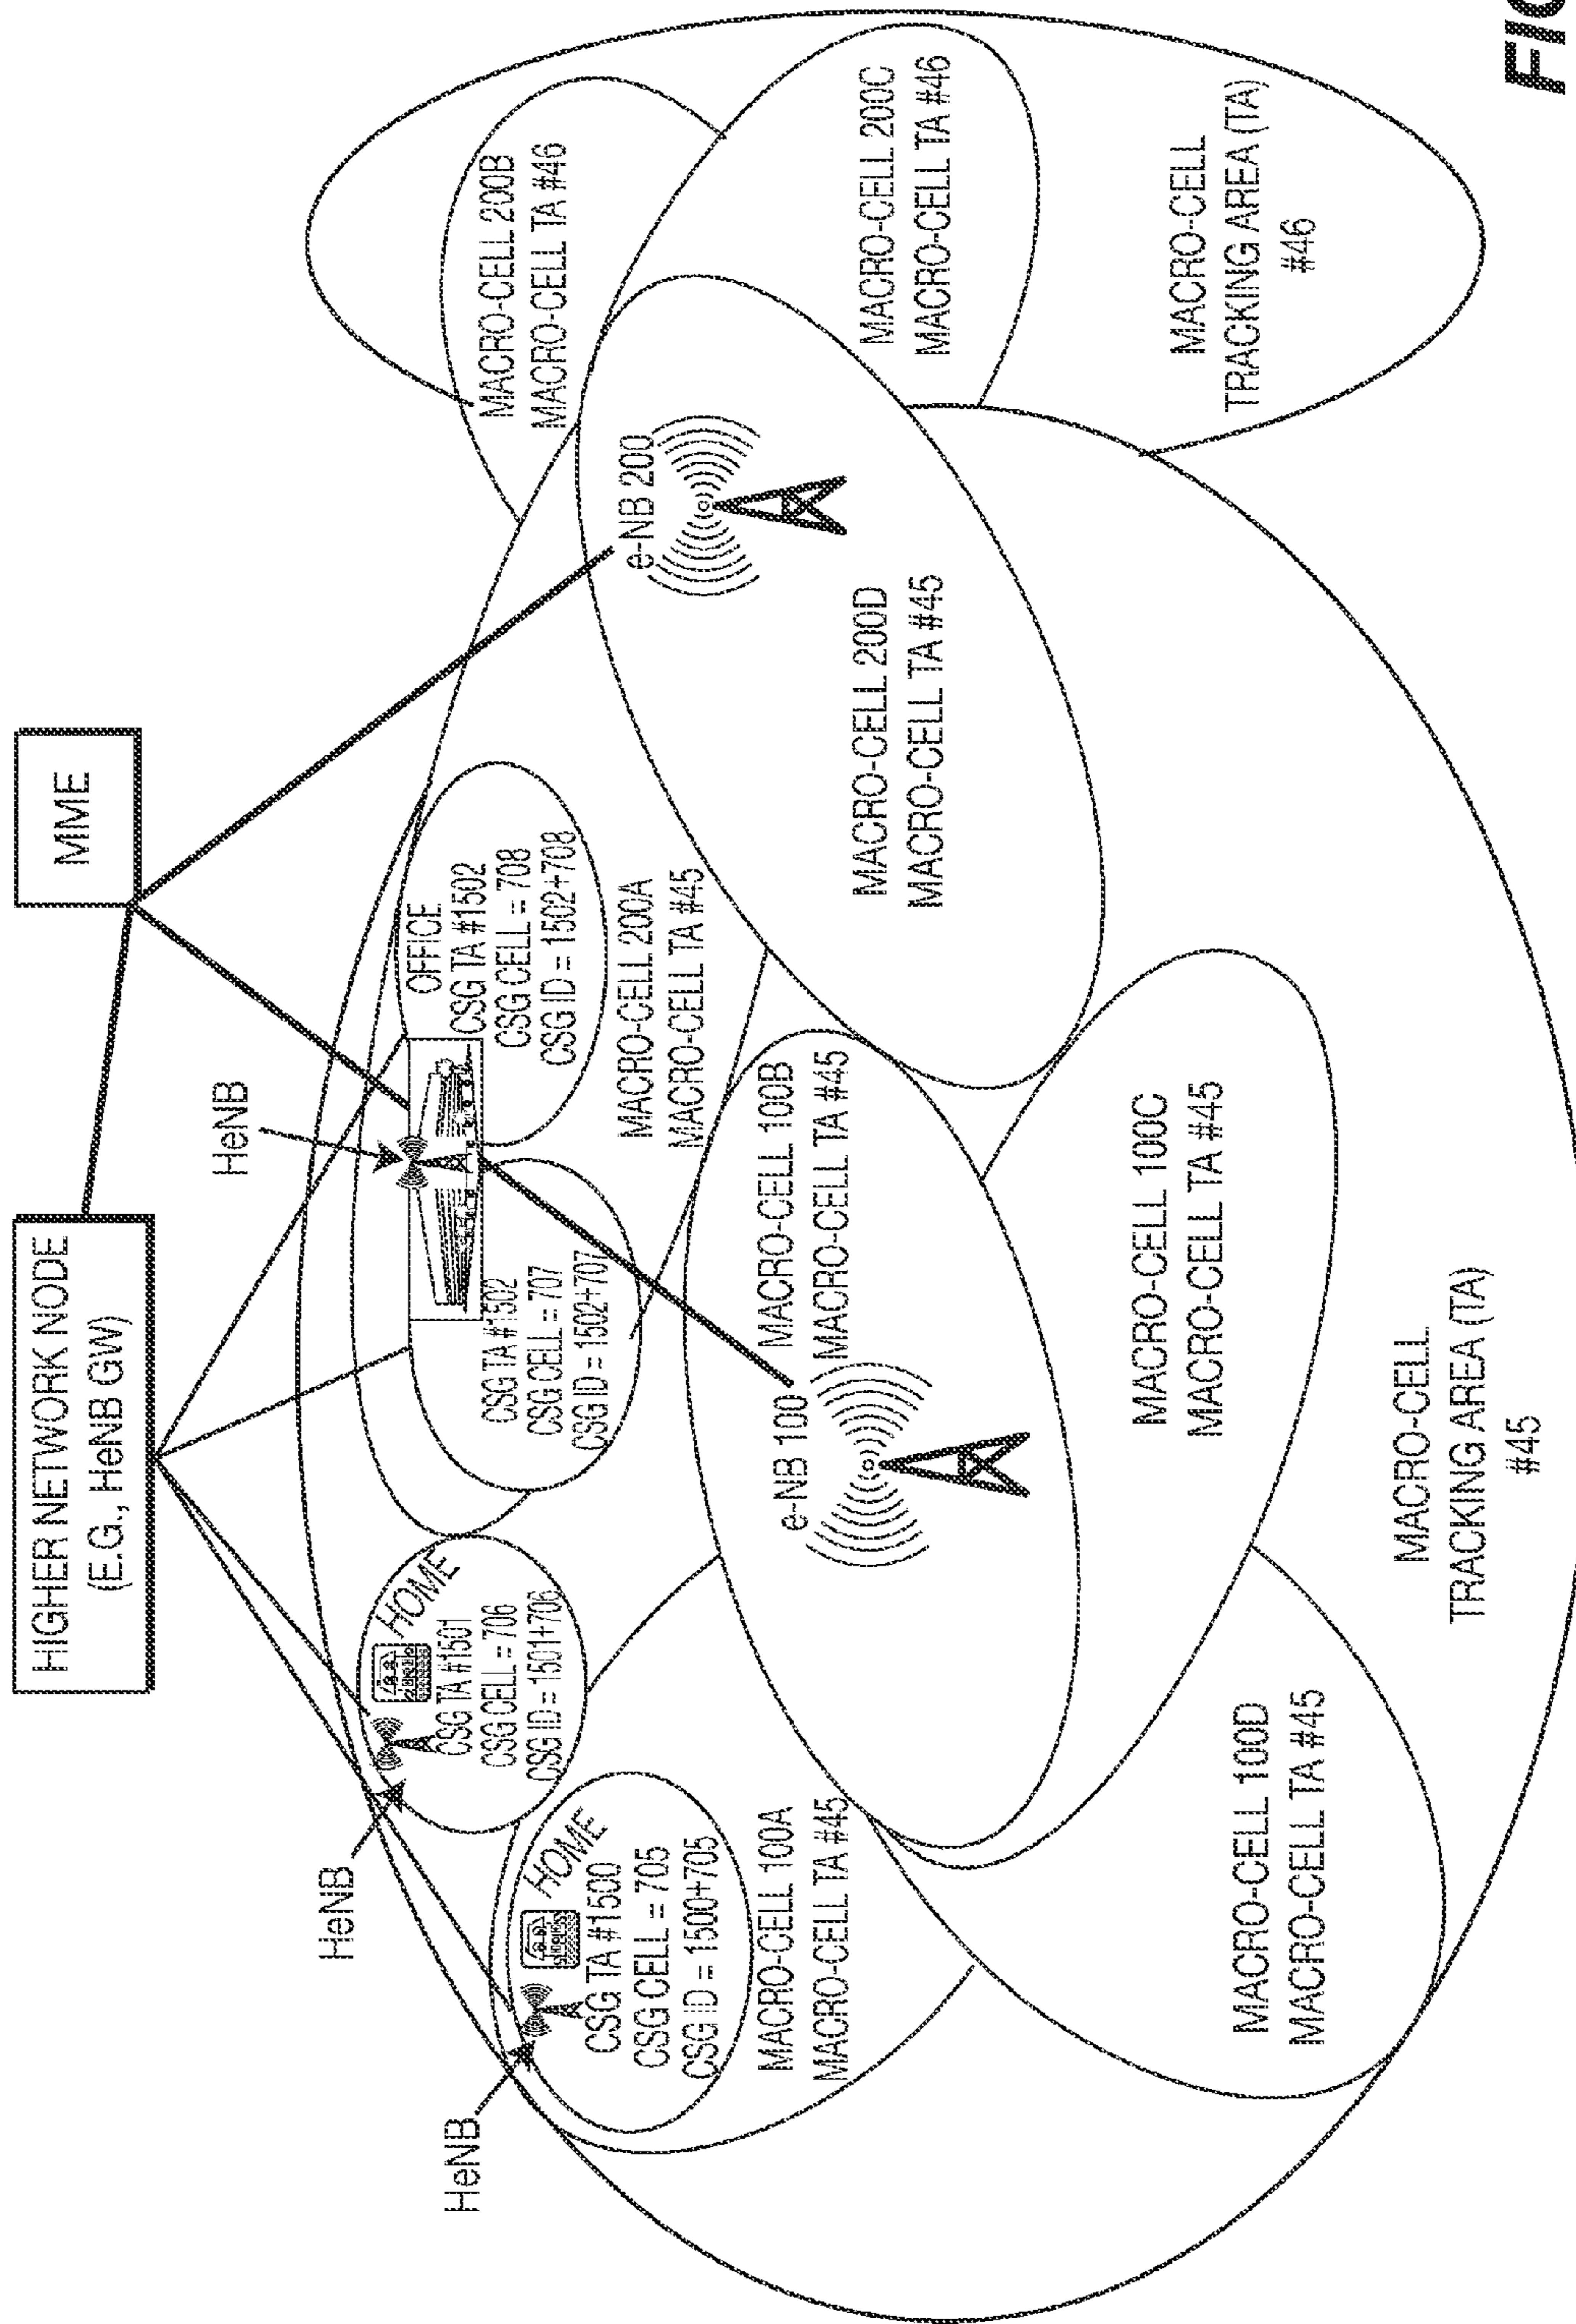 HIGHER NETWORK NODE
(E.G., HeNB GW)
MME
HeNB
HeNB
HeNB
HOME
CSG TA #1500
CSG CELL = 705
CSG ID = 1500+705
HOME
CSG TA #1501
CSG CELL = 706
CSG ID = 1501+706
CSG TA #1502
CSG CELL = 707
CSG ID = 1502+707
OFFICE
CSG TA #1502
CSG CELL = 708
CSG ID = 1502+708
MACRO-CELL 200A
MACRO-CELL TA #45
MACRO-CELL 200B
MACRO-CELL TA #46
MACRO-CELL 100A
MACRO-CELL TA #45
e-NB 100
MACRO-CELL 100B
MACRO-CELL TA #45
e-NB 200
MACRO-CELL 200D
MACRO-CELL TA #45
MACRO-CELL 200C
MACRO-CELL TA #46
MACRO-CELL 100C
MACRO-CELL TA #45
MACRO-CELL 100D
MACRO-CELL TA #45
MACRO-CELL
TRACKING AREA (TA)
#45
MACRO-CELL
TRACKING AREA (TA)
#46